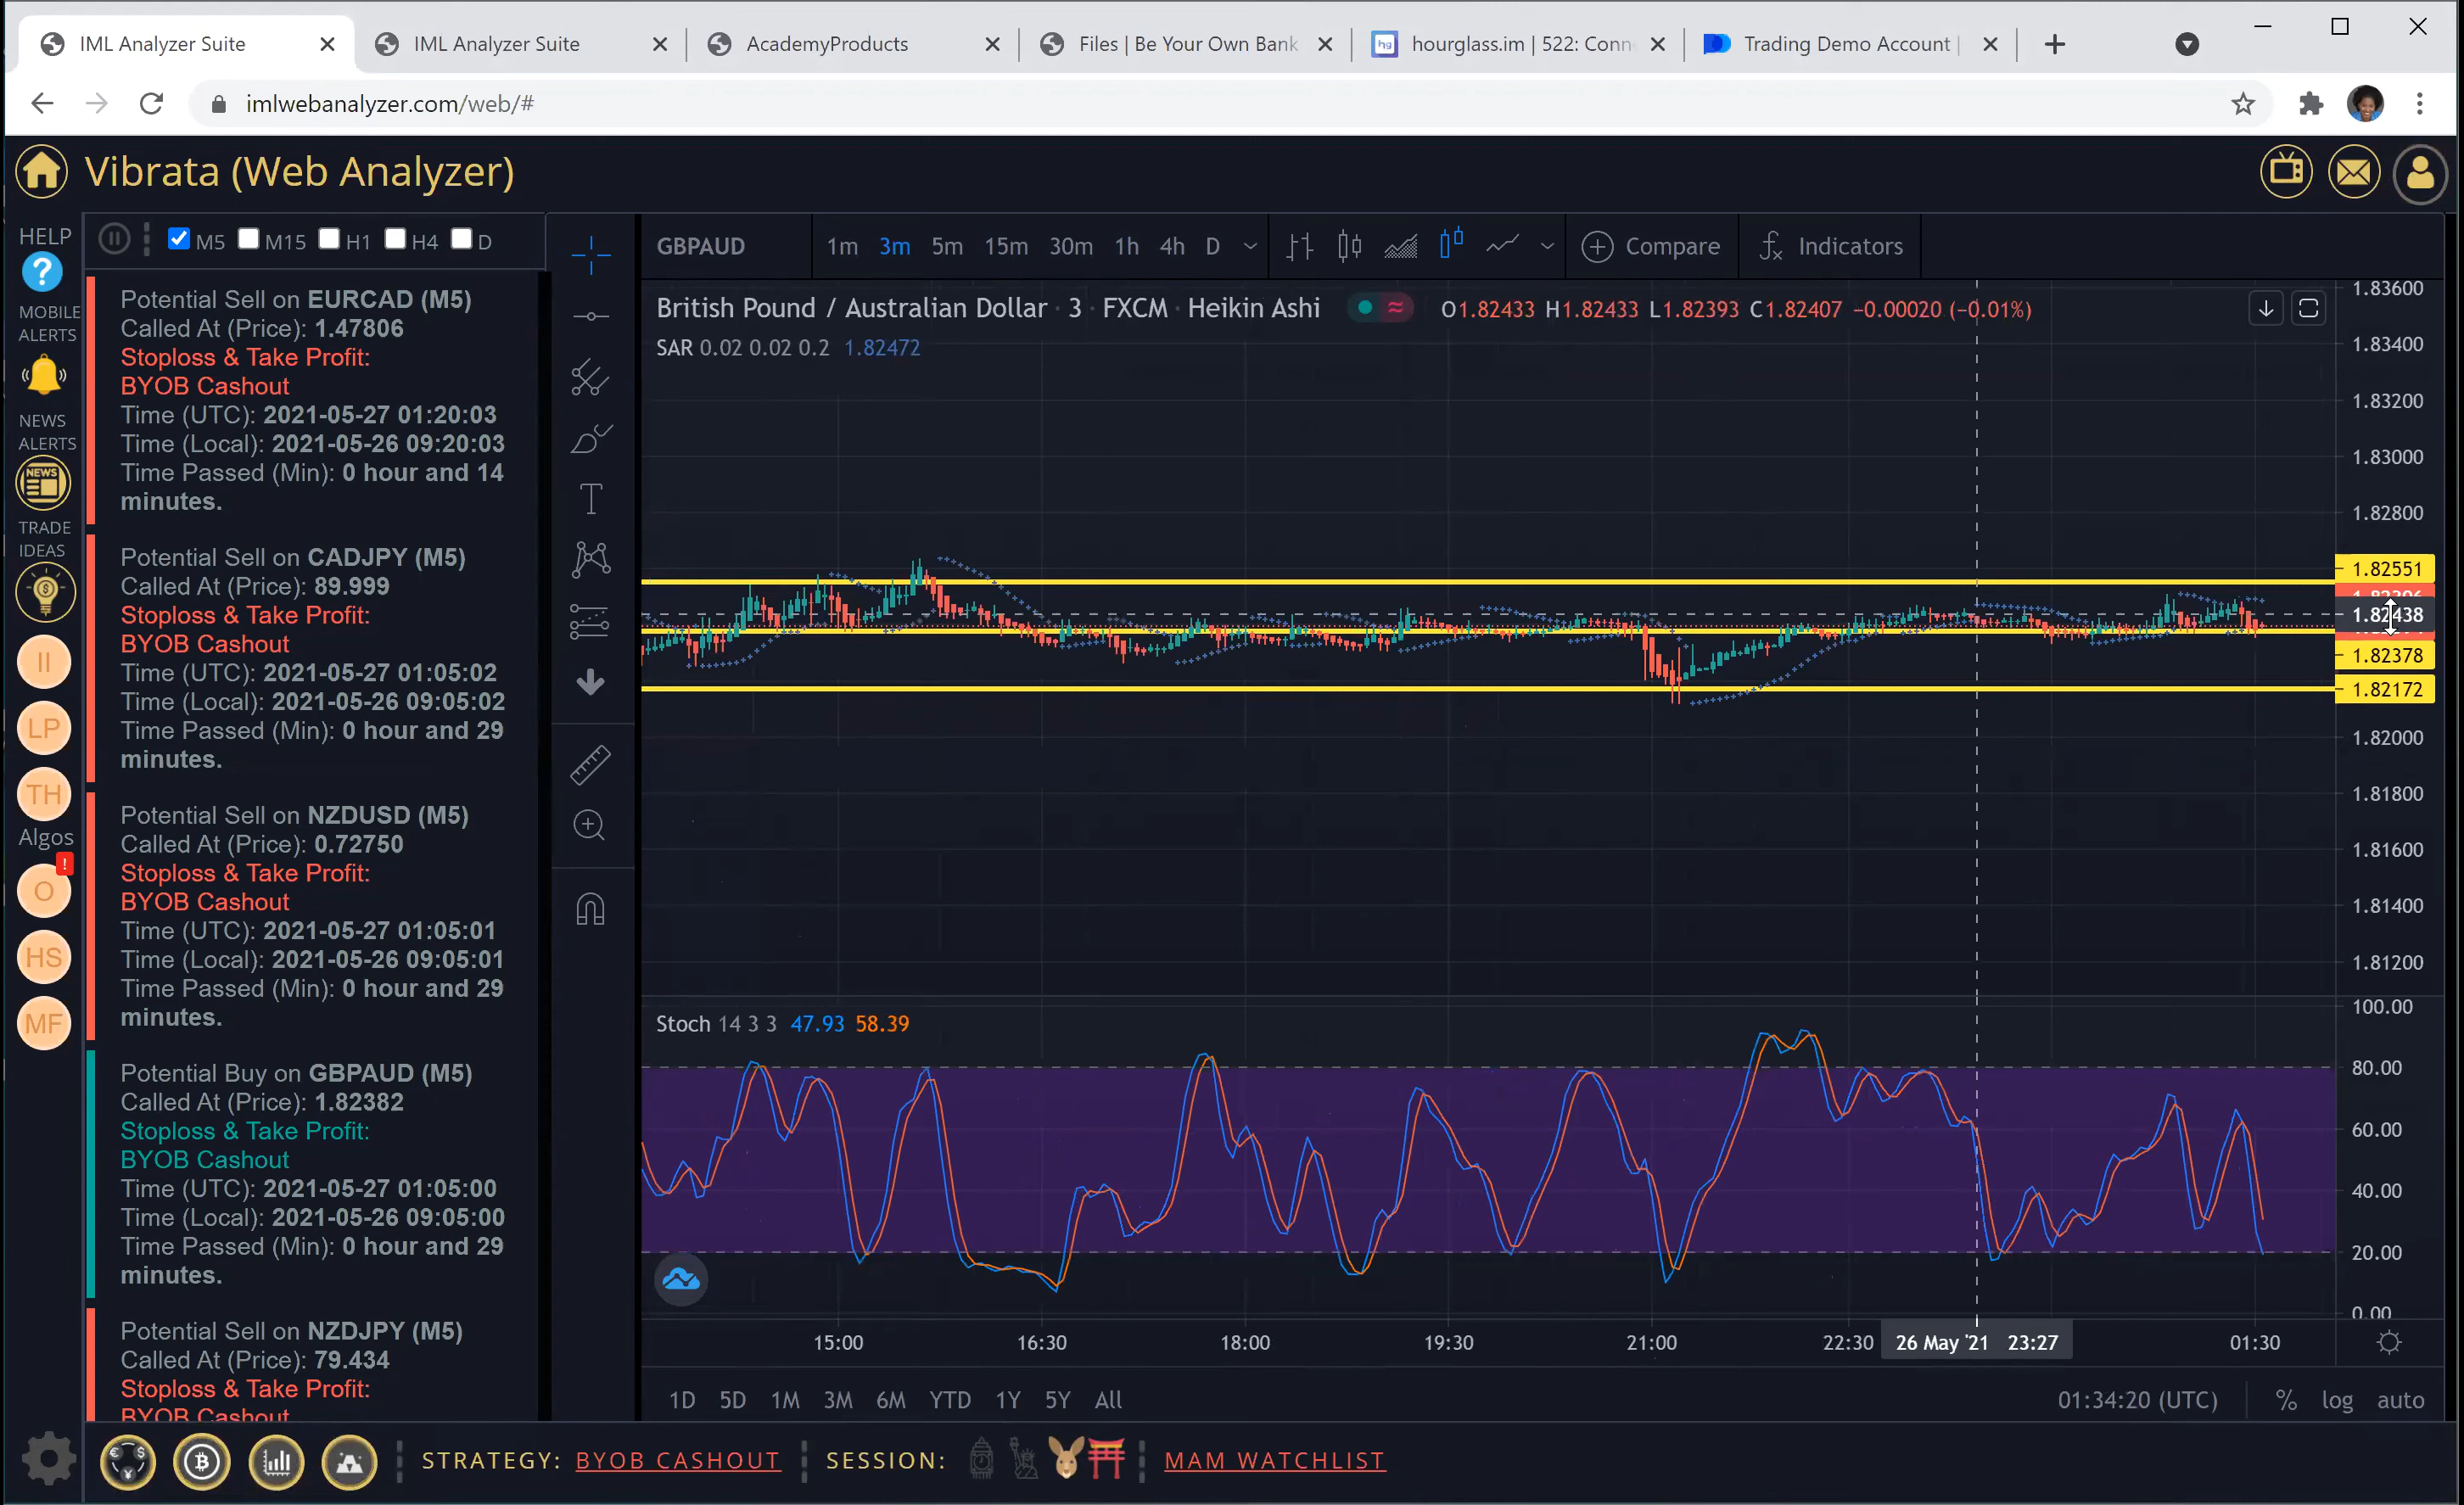 IML Analyzer Suite
IML Analyzer Suite
AcademyProducts
Files | Be Your Own Bank
hourglass.im | 522: Conn
Trading Demo Account |
imlwebanalyzer.com/web/#
Vibrata (Web Analyzer)
HELP
?
MOBILE
ALERTS
NEWS
ALERTS
NEWS
TRADE
IDEAS
II
LP
TH
Algos
!
O
HS
MF
M5 M15 H1 H4 D
Potential Sell on EURCAD (M5)
Called At (Price): 1.47806
Stoploss & Take Profit:
BYOB Cashout
Time (UTC): 2021-05-27 01:20:03
Time (Local): 2021-05-26 09:20:03
Time Passed (Min): 0 hour and 14
minutes.
Potential Sell on CADJPY (M5)
Called At (Price): 89.999
Stoploss & Take Profit:
BYOB Cashout
Time (UTC): 2021-05-27 01:05:02
Time (Local): 2021-05-26 09:05:02
Time Passed (Min): 0 hour and 29
minutes.
Potential Sell on NZDUSD (M5)
Called At (Price): 0.72750
Stoploss & Take Profit:
BYOB Cashout
Time (UTC): 2021-05-27 01:05:01
Time (Local): 2021-05-26 09:05:01
Time Passed (Min): 0 hour and 29
minutes.
Potential Buy on GBPAUD (M5)
Called At (Price): 1.82382
Stoploss & Take Profit:
BYOB Cashout
Time (UTC): 2021-05-27 01:05:00
Time (Local): 2021-05-26 09:05:00
Time Passed (Min): 0 hour and 29
minutes.
Potential Sell on NZDJPY (M5)
Called At (Price): 79.434
Stoploss & Take Profit:
BYOB Cashout
GBPAUD 1m 3m 5m 15m 30m 1h 4h D Compare Indicators
British Pound / Australian Dollar · 3 · FXCM · Heikin Ashi O1.82433 H1.82433 L1.82393 C1.82407 −0.00020 (−0.01%)
SAR 0.02 0.02 0.2 1.82472
1.83600
1.83400
1.83200
1.83000
1.82800
1.82551
1.82438
1.82378
1.82172
1.82000
1.81800
1.81600
1.81400
1.81200
Stoch 14 3 3 47.93 58.39
100.00
80.00
60.00
40.00
20.00
0.00
15:00 16:30 18:00 19:30 21:00 22:30 26 May '21 23:27 01:30
1D 5D 1M 3M 6M YTD 1Y 5Y All 01:34:20 (UTC) % log auto
STRATEGY: BYOB CASHOUT SESSION: MAM WATCHLIST